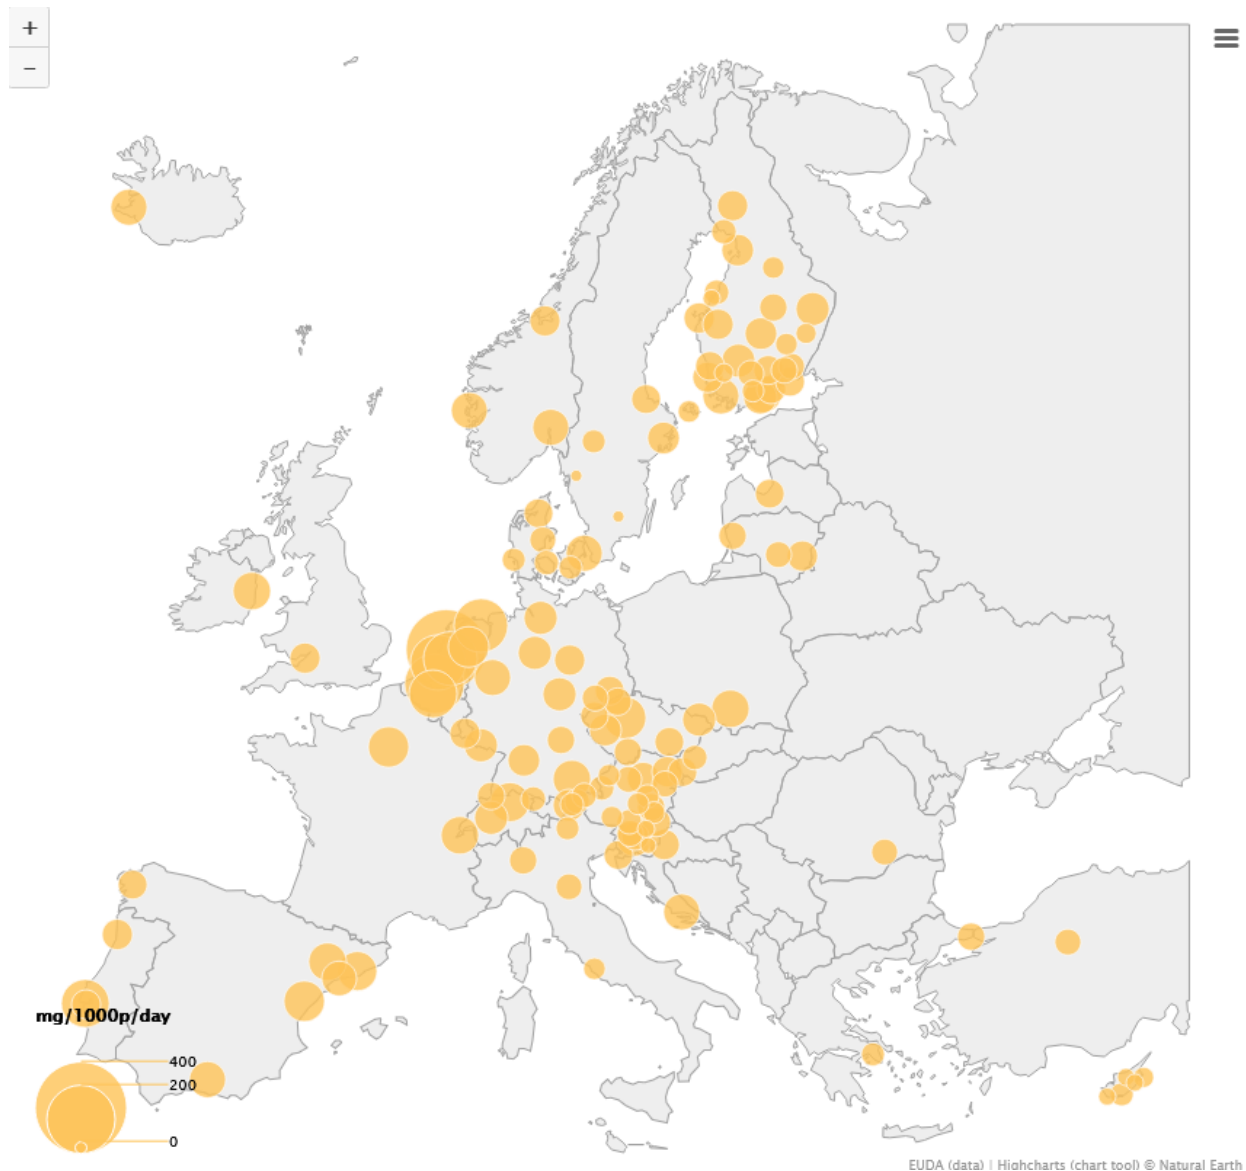 +
−
mg/1000p/day
400
200
0
EUDA (data) | Highcharts (chart tool) © Natural Earth